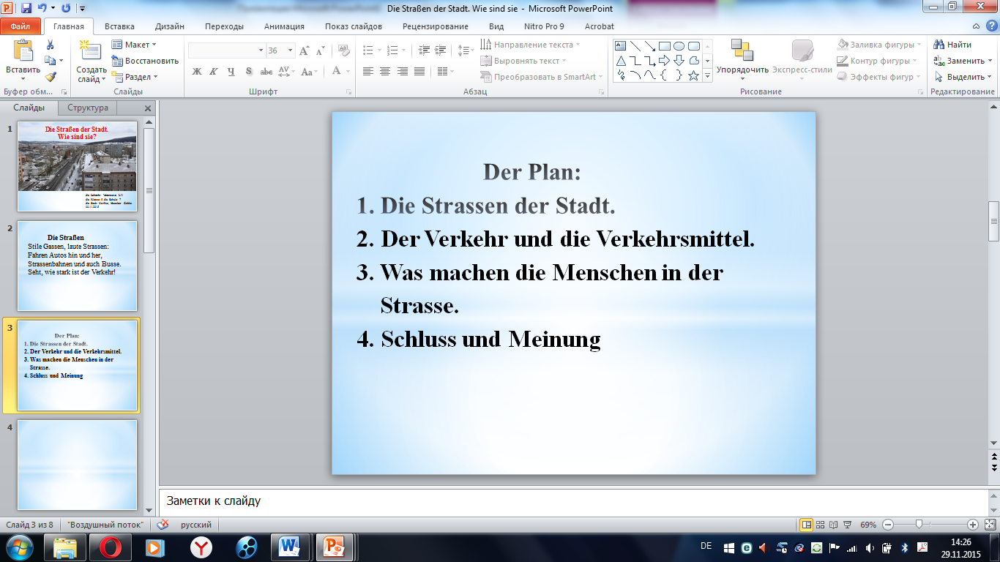 Die Straßen der Stadt. Wie sind sie - Microsoft PowerPoint
Файл Главная Вставка Дизайн Переходы Анимация Показ слайдов Рецензирование Вид Nitro Pro 9 Acrobat
Вставить
Создать слайд
Макет
Восстановить
Раздел
36
Ж К Ч S abc AV Aa A
Направление текста
Выровнять текст
Преобразовать в SmartArt
Упорядочить
Экспресс-стили
Заливка фигуры
Контур фигуры
Эффекты фигур
Найти
Заменить
Выделить
Буфер обм... Слайды Шрифт Абзац Рисование Редактирование
Слайды Структура
1
Die Straßen der Stadt.
Wie sind sie?
2
Die Straßen
Stile Gassen, laute Strassen:
Fahren Autos hin und her,
Strassenbahnen und auch Busse.
Seht, wie stark ist der Verkehr!
3
Der Plan:
1. Die Strassen der Stadt.
2. Der Verkehr und die Verkehrsmittel.
3. Was machen die Menschen in der
Strasse.
4. Schluss und Meinung
4
Der Plan:
1. Die Strassen der Stadt.
2. Der Verkehr und die Verkehrsmittel.
3. Was machen die Menschen in der
Strasse.
4. Schluss und Meinung
Заметки к слайду
Слайд 3 из 8 "Воздушный поток" русский 69%
DE 14:26
29.11.2015